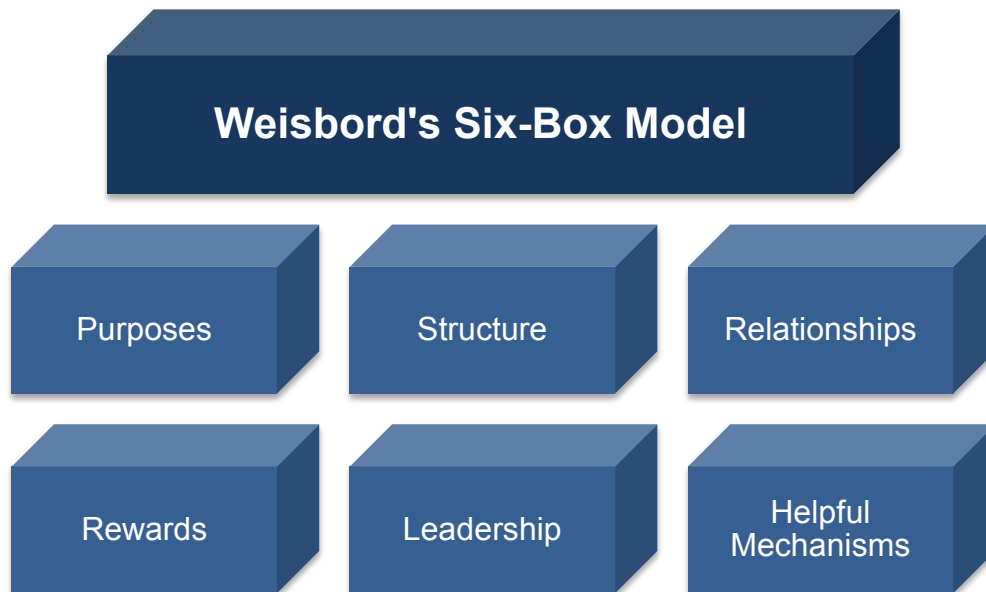 Weisbord's Six-Box Model
Purposes
Structure
Relationships
Rewards
Leadership
Helpful
Mechanisms